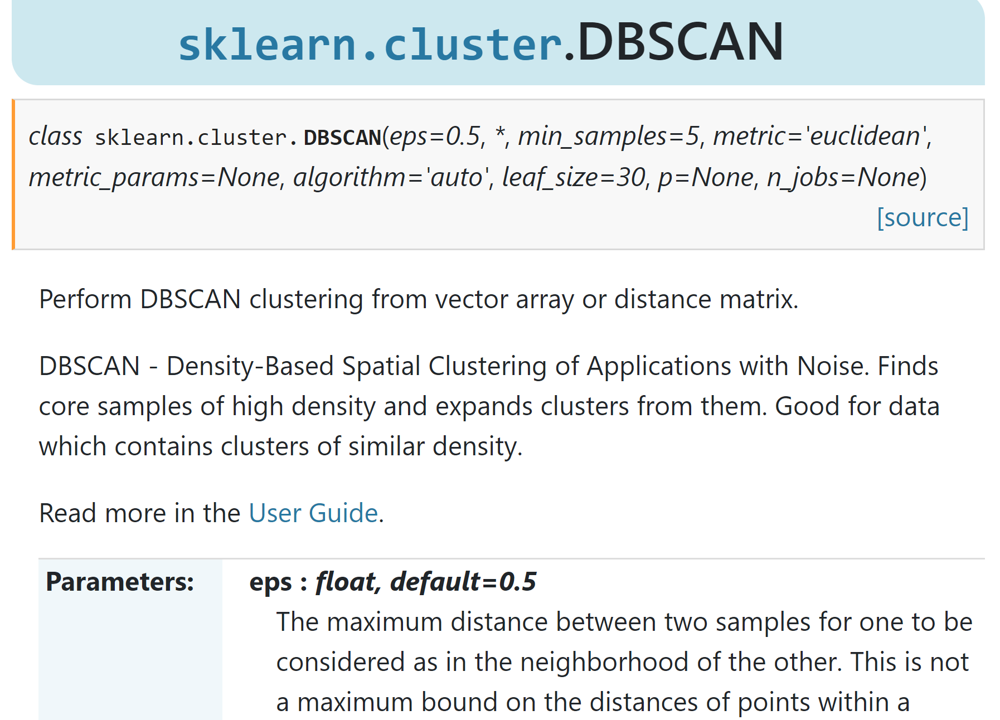 sklearn.cluster.DBSCAN
class sklearn.cluster.DBSCAN(eps=0.5, *, min_samples=5, metric='euclidean',
metric_params=None, algorithm='auto', leaf_size=30, p=None, n_jobs=None)
[source]
Perform DBSCAN clustering from vector array or distance matrix.
DBSCAN - Density-Based Spatial Clustering of Applications with Noise. Finds
core samples of high density and expands clusters from them. Good for data
which contains clusters of similar density.
Read more in the User Guide.
Parameters: eps : float, default=0.5
The maximum distance between two samples for one to be
considered as in the neighborhood of the other. This is not
a maximum bound on the distances of points within a